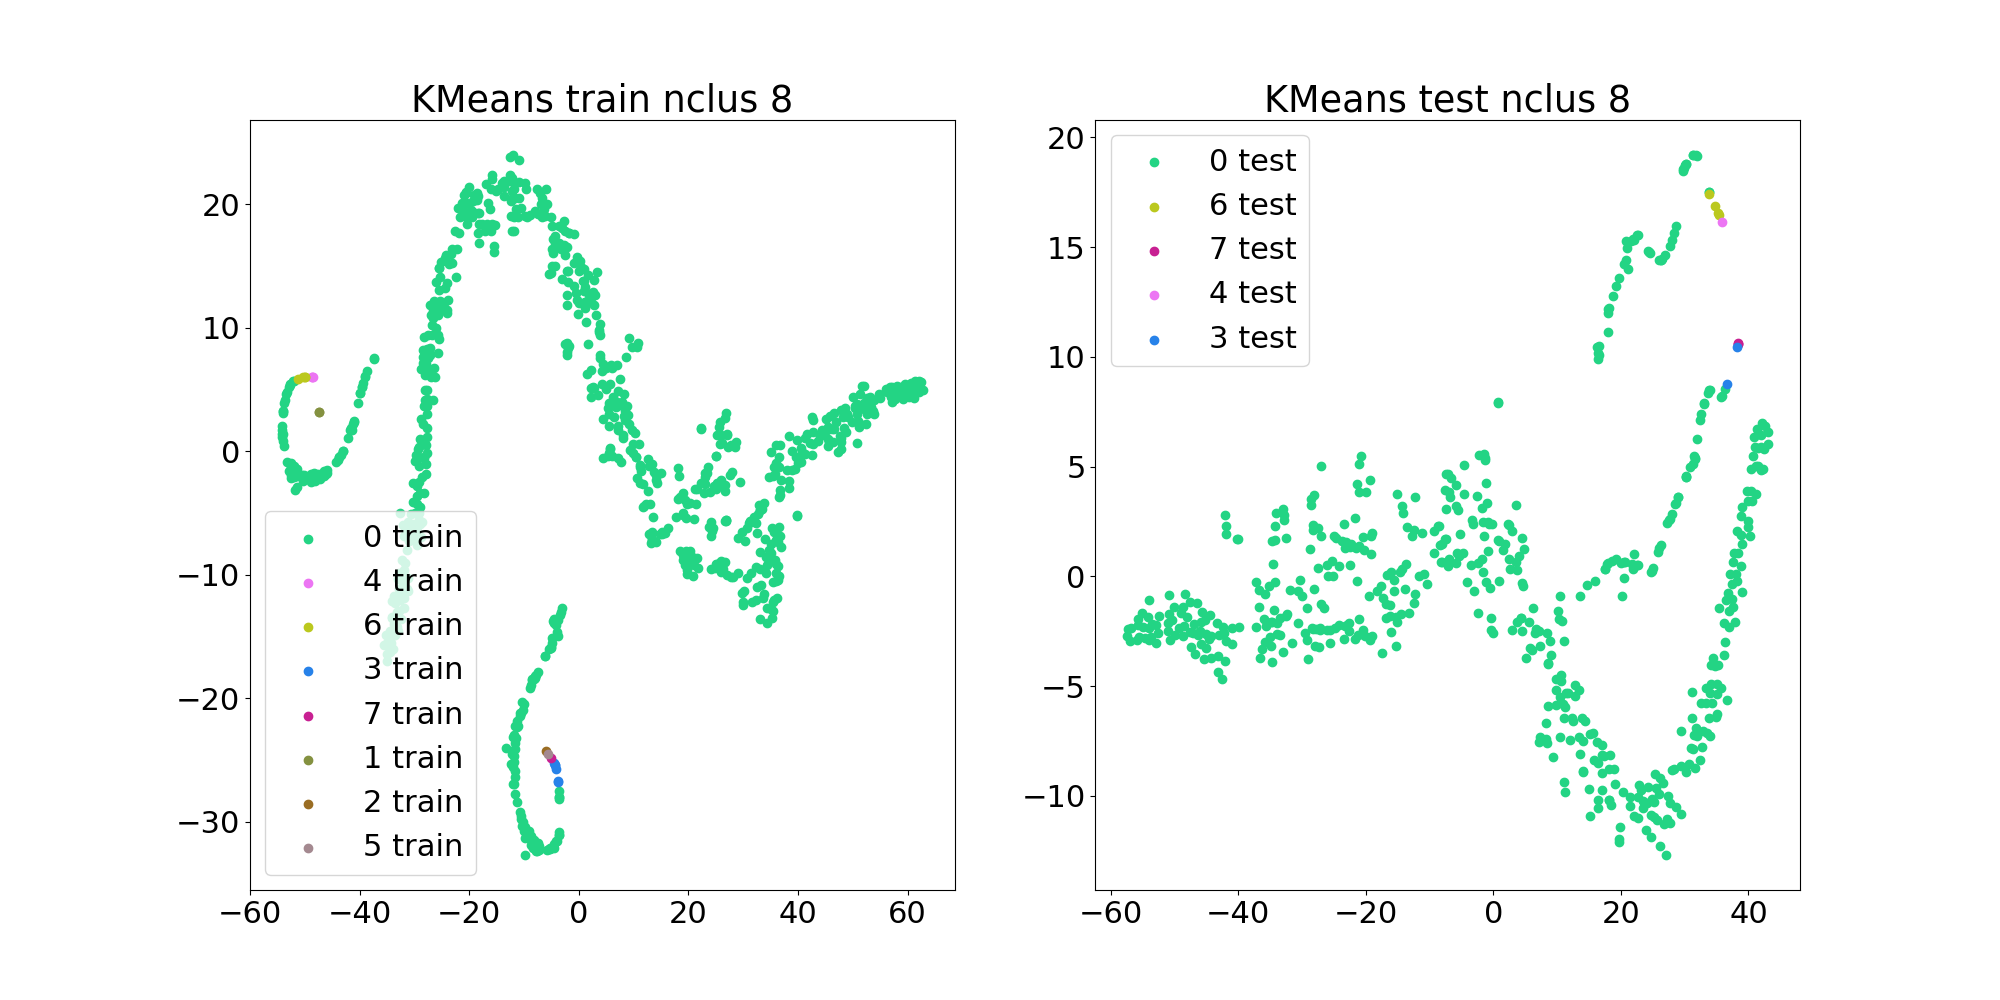 KMeans train nclus 8
20
10
0
−10
−20
−30
−60
−40
−20
0
20
40
60
0 train
4 train
6 train
3 train
7 train
1 train
2 train
5 train
KMeans test nclus 8
20
15
10
5
0
−5
−10
−60
−40
−20
0
20
40
0 test
6 test
7 test
4 test
3 test